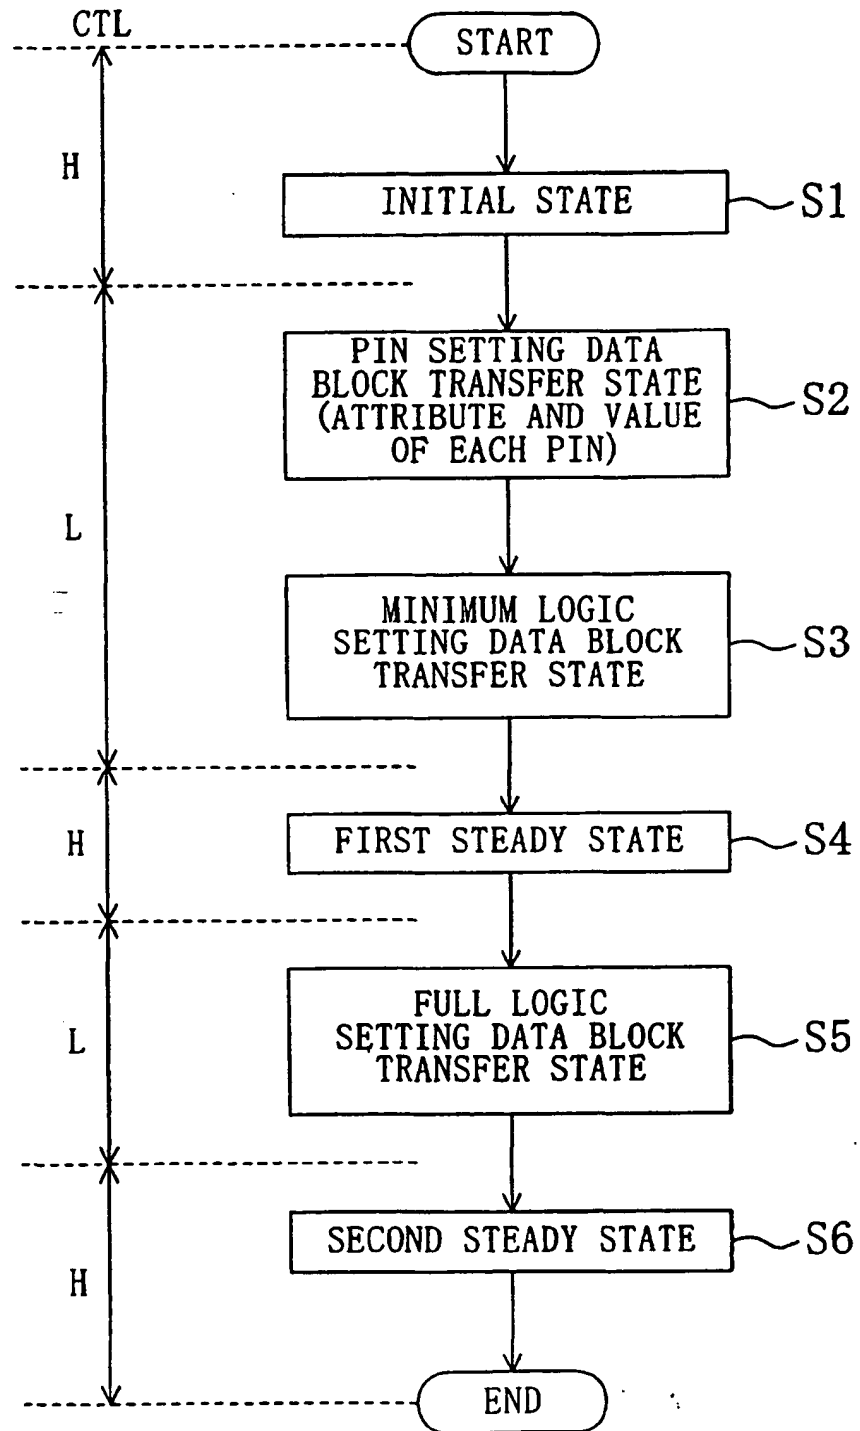 CTL
START
H
INITIAL STATE
S1
PIN SETTING DATA
BLOCK TRANSFER STATE
(ATTRIBUTE AND VALUE
OF EACH PIN)
S2
L
MINIMUM LOGIC
SETTING DATA BLOCK
TRANSFER STATE
S3
H
FIRST STEADY STATE
S4
FULL LOGIC
SETTING DATA BLOCK
TRANSFER STATE
L
S5
SECOND STEADY STATE
S6
H
END